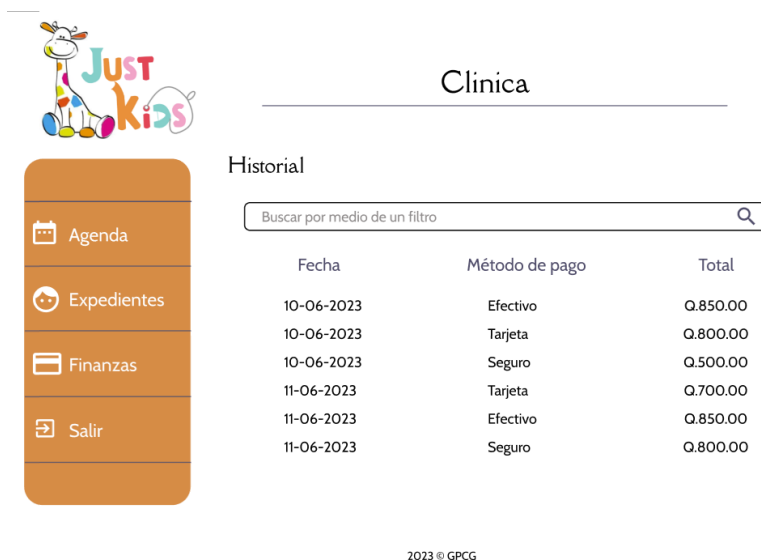 JUST
KiDS
Clinica
Historial
Buscar por medio de un filtro
Agenda
Expedientes
Finanzas
Salir
Fecha Método de pago Total
10-06-2023 Efectivo Q.850.00
10-06-2023 Tarjeta Q.800.00
10-06-2023 Seguro Q.500.00
11-06-2023 Tarjeta Q.700.00
11-06-2023 Efectivo Q.850.00
11-06-2023 Seguro Q.800.00
2023 © GPCG